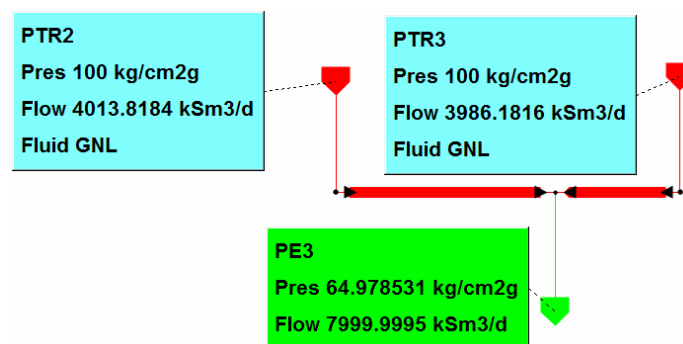 PTR2
Pres 100 kg/cm2g
Flow 4013.8184 kSm3/d
Fluid GNL
PTR3
Pres 100 kg/cm2g
Flow 3986.1816 kSm3/d
Fluid GNL
PE3
Pres 64.978531 kg/cm2g
Flow 7999.9995 kSm3/d